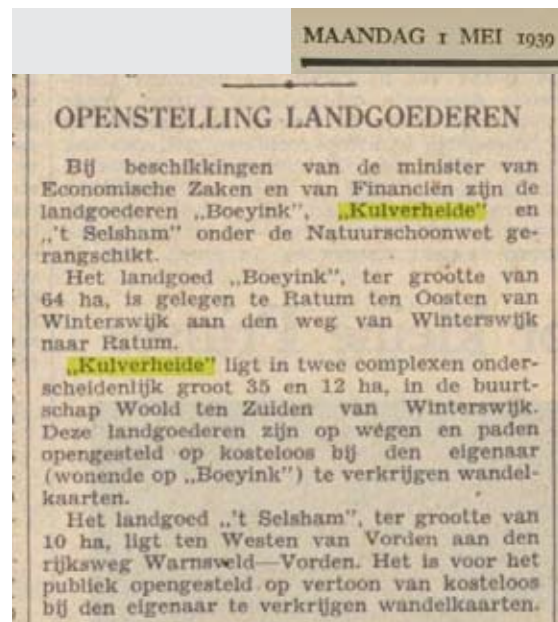 MAANDAG 1 MEI 1939
OPENSTELLING LANDGOEDEREN
Bij beschikkingen van de minister van
Economische Zaken en van Financiën zijn de
landgoederen „Boeyink”, „Kulverheide” en
„'t Selsham” onder de Natuurschoonwet ge-
rangschikt.
Het landgoed „Boeyink”, ter grootte van
64 ha, is gelegen te Ratum ten Oosten van
Winterswijk aan den weg van Winterswijk
naar Ratum.
„Kulverheide” ligt in twee complexen onder-
scheidenlijk groot 35 en 12 ha, in de buurt-
schap Woold ten Zuiden van Winterswijk.
Deze landgoederen zijn op wegen en paden
opengesteld op kosteloos bij den eigenaar
(wonende op „Boeyink”) te verkrijgen wandel-
kaarten.
Het landgoed „'t Selsham”, ter grootte van
10 ha, ligt ten Westen van Vorden aan den
rijksweg Warnsveld—Vorden. Het is voor het
publiek opengesteld op vertoon van kosteloos
bij den eigenaar te verkrijgen wandelkaarten.